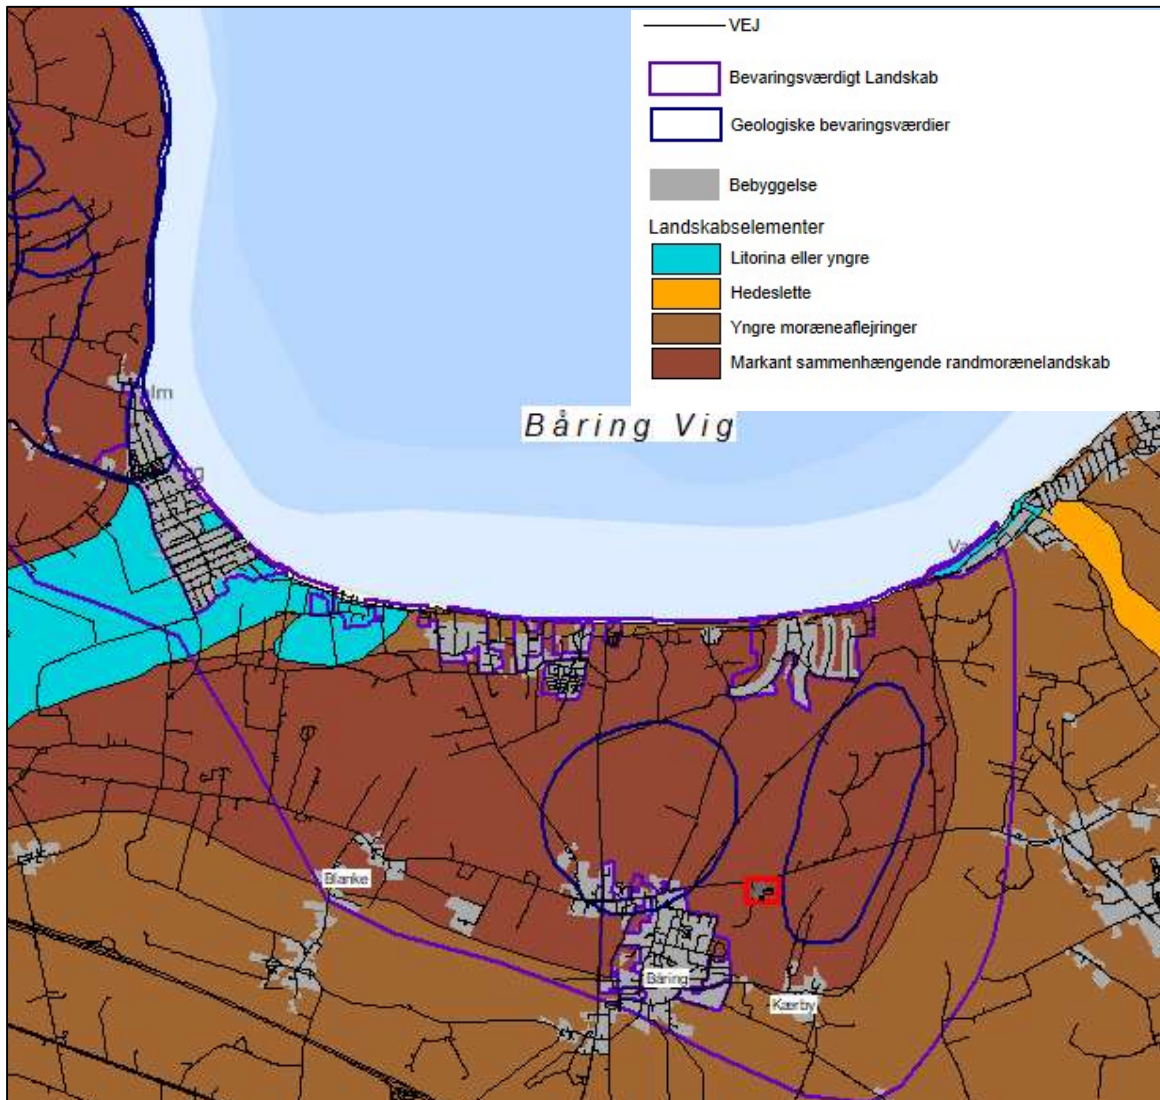 VEJ
Bevaringsværdigt Landskab
Geologiske bevaringsværdier
Bebyggelse
Landskabselementer
Litorina eller yngre
Hedeslette
Yngre moræneaflejringer
Markant sammenhængende randmorænelandskab
Båring Vig
Blanke
Båring
Kærby